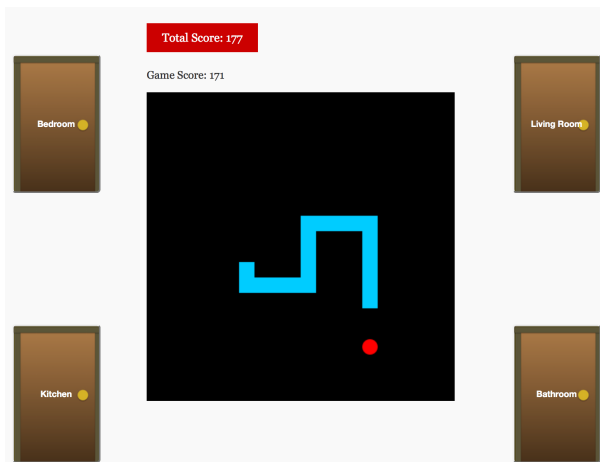 Total Score: 177
Game Score: 171
Bedroom
Living Room
Kitchen
Bathroom